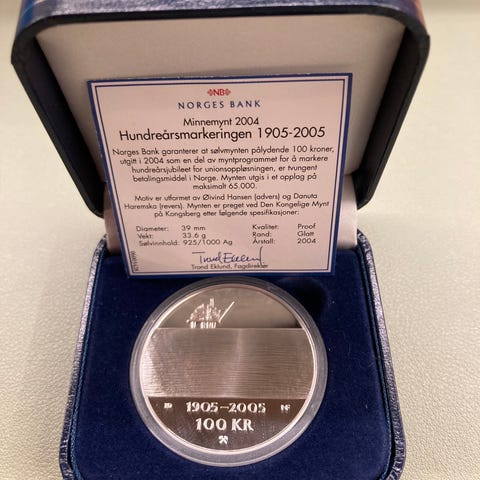 NB
NORGES BANK
Minnemynt 2004
Hundreårsmarkeringen 1905-2005
Norges Bank garanterer at sølvmynten pålydende 100 kroner,
utgitt i 2004 som en del av myntprogrammet for å markere
hundreårsjubileet for unionsoppløsningen, er tvungent
betalingsmiddel i Norge. Mynten utgis i et opplag på
maksimalt 65.000.
Motiv er utformet av Øivind Hansen (advers) og Danuta
Haremska (revers). Mynten er preget ved Den Kongelige Mynt
på Kongsberg etter følgende spesifikasjoner:
Diameter: 39 mm Kvalitet: Proof
Vekt: 33.6 g Rand: Glatt
Sølvinnhold: 925/1000 Ag Årstall: 2004
Trond Eklund
Trond Eklund, Fagdirektør
1905-2005
100 KR